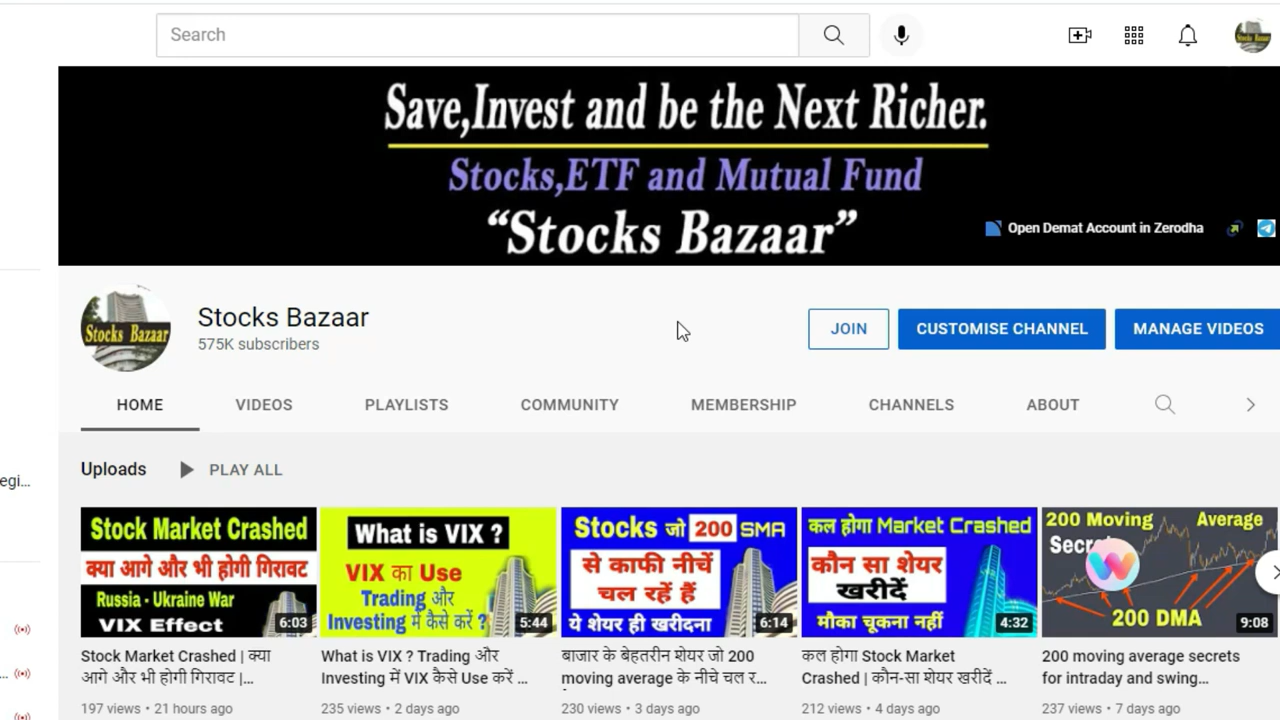 Search
Save,Invest and be the Next Richer.
Stocks,ETF and Mutual Fund
“Stocks Bazaar”
Open Demat Account in Zerodha
Stocks Bazaar
Stocks Bazaar
575K subscribers
JOIN
CUSTOMISE CHANNEL
MANAGE VIDEOS
HOME
VIDEOS
PLAYLISTS
COMMUNITY
MEMBERSHIP
CHANNELS
ABOUT
Uploads
PLAY ALL
egi...
Stock Market Crashed
क्या आगे और भी होगी गिरावट
Russia - Ukraine War
VIX Effect
6:03
What is VIX ?
VIX का Use
Trading और
Investing में कैसे करें ?
5:44
Stocks जो 200 SMA
से काफी नीचें
चल रहें हैं
ये शेयर ही खरीदना
6:14
कल होगा Market Crashed
कौन सा शेयर
खरीदें
मौका चूकना नहीं
4:32
200 Moving Average
200 DMA
9:08
Stock Market Crashed | क्या
आगे और भी होगी गिरावट |...
197 views • 21 hours ago
What is VIX ? Trading और
Investing में VIX कैसे Use करें ...
235 views • 2 days ago
बाजार के बेहतरीन शेयर जो 200
moving average के नीचे चल र...
230 views • 3 days ago
कल होगा Stock Market
Crashed | कौन-सा शेयर खरीदें ...
212 views • 4 days ago
200 moving average secrets
for intraday and swing...
237 views • 7 days ago